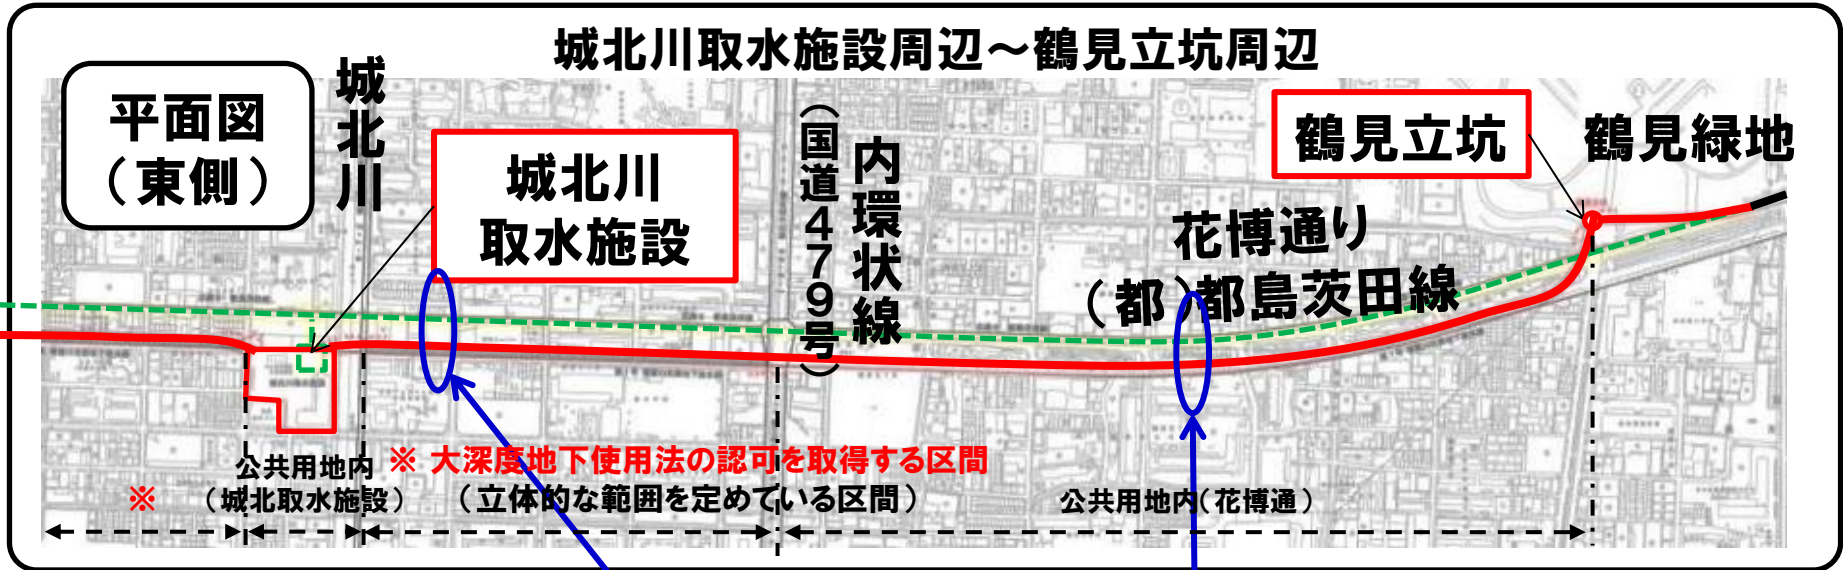 城北川取水施設周辺～鶴見立坑周辺
平面図
（東側）
城北川
城北川
取水施設
（国道479号）
内環状線
鶴見立坑
鶴見緑地
花博通り
（都）都島茨田線
公共用地内
（城北取水施設）
※
※ 大深度地下使用法の認可を取得する区間
（立体的な範囲を定めている区間）
公共用地内（花博通）